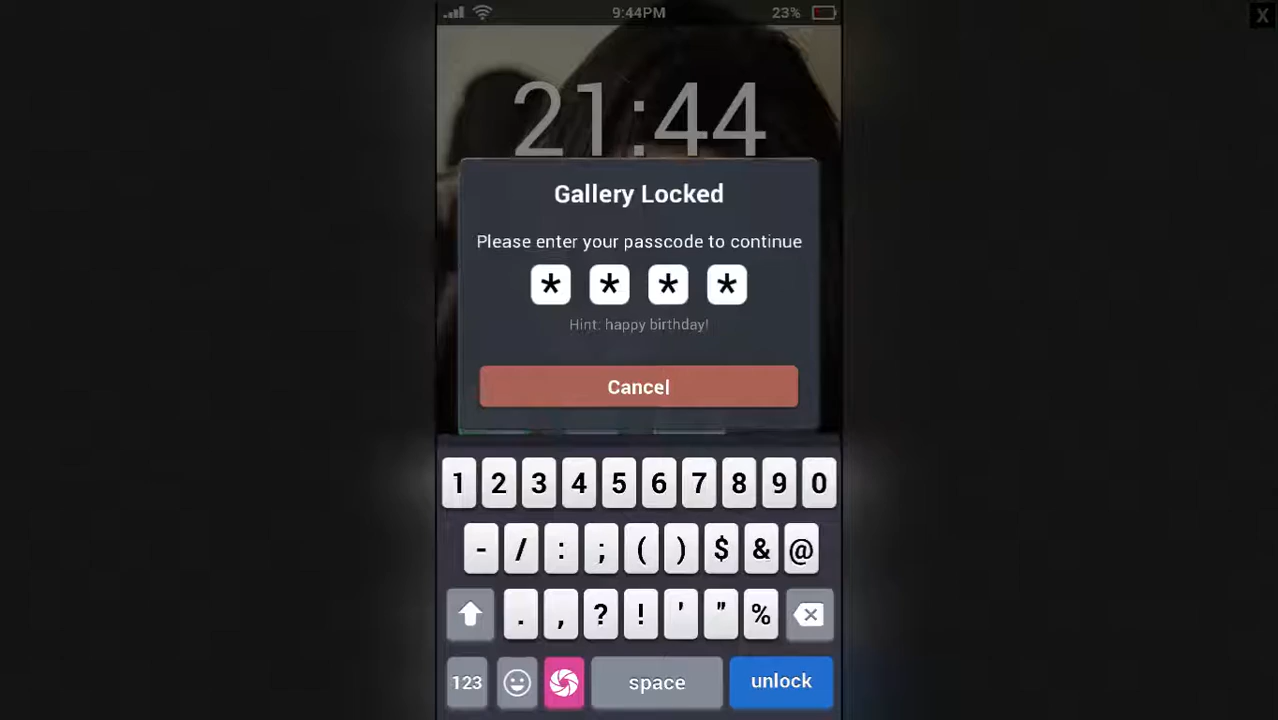 9:44PM 23% X
21:44
Gallery Locked
Please enter your passcode to continue
* * * *
Hint: happy birthday!
Cancel
1 2 3 4 5 6 7 8 9 0
- / : ; ( ) $ & @
. , ? ! ' " %
123 space unlock